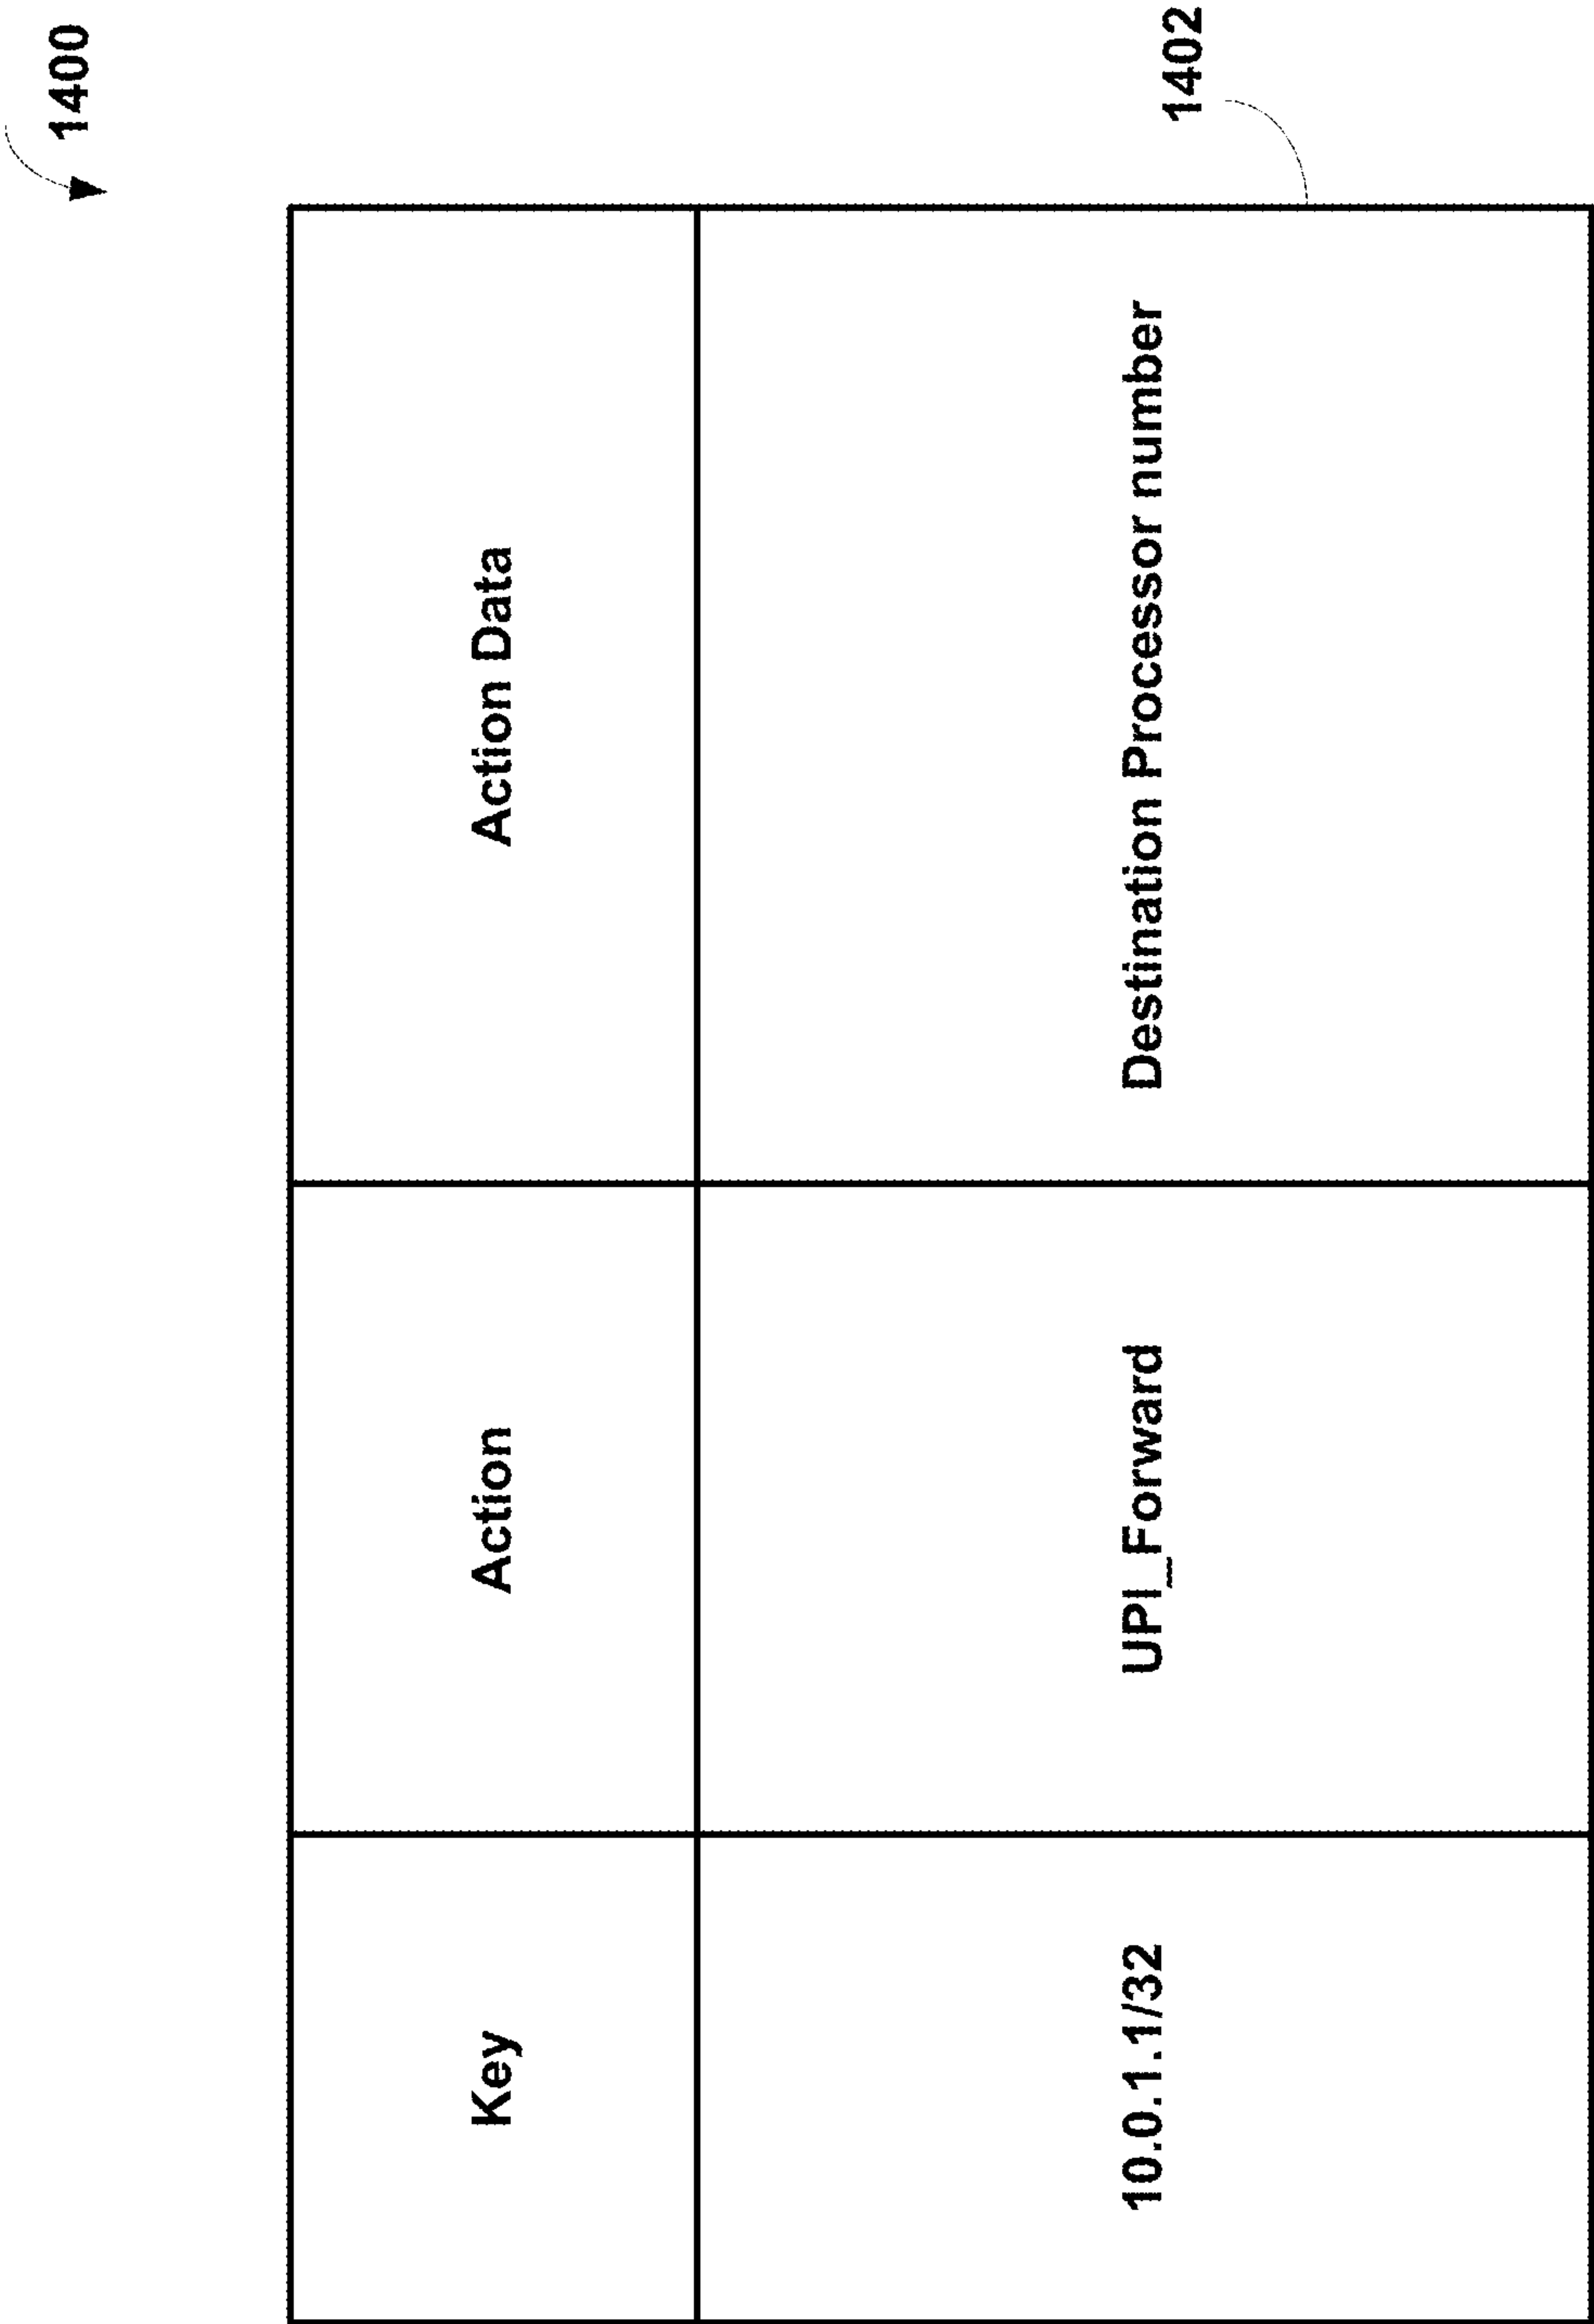 1400
Key Action Action Data
10.0.1.1/32 UPI_Forward Destination Processor number
1402